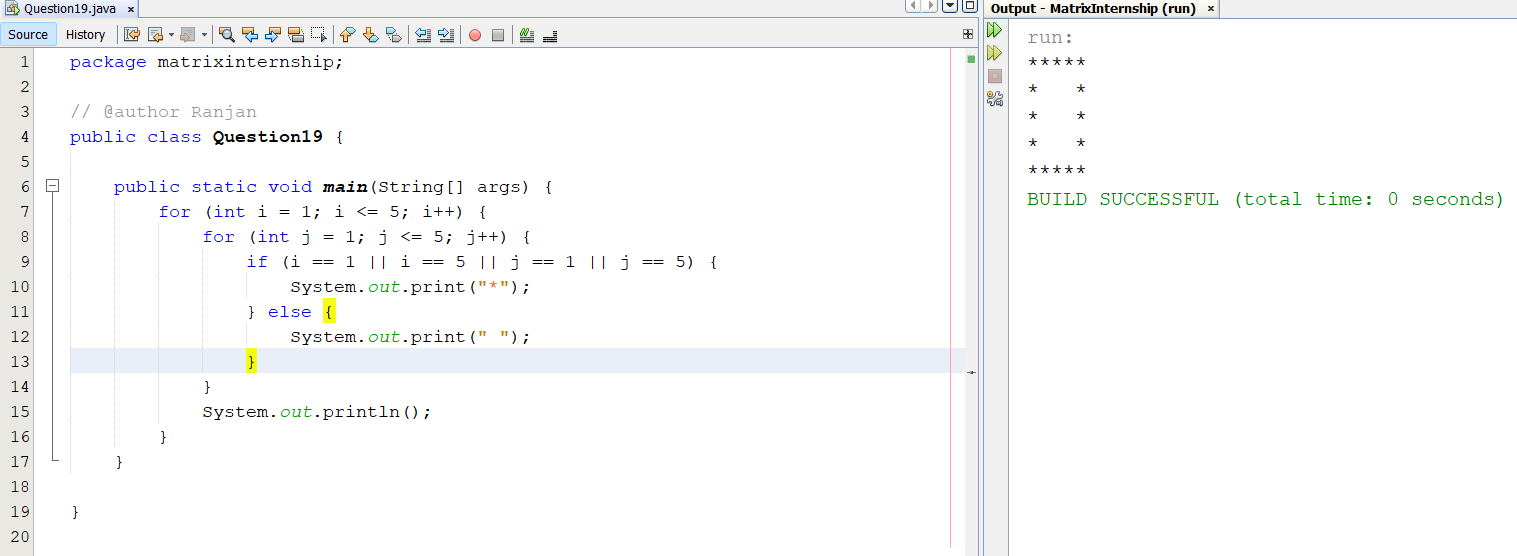 Question19.java ×
Source History
1 package matrixinternship;
2
3 // @author Ranjan
4 public class Question19 {
5
6     public static void main(String[] args) {
7         for (int i = 1; i <= 5; i++) {
8             for (int j = 1; j <= 5; j++) {
9                 if (i == 1 || i == 5 || j == 1 || j == 5) {
10                     System.out.print("*");
11                 } else {
12                     System.out.print(" ");
13                 }
14             }
15             System.out.println();
16         }
17     }
18
19 }
20
Output - MatrixInternship (run) ×
run:
*****
*   *
*   *
*   *
*****
BUILD SUCCESSFUL (total time: 0 seconds)